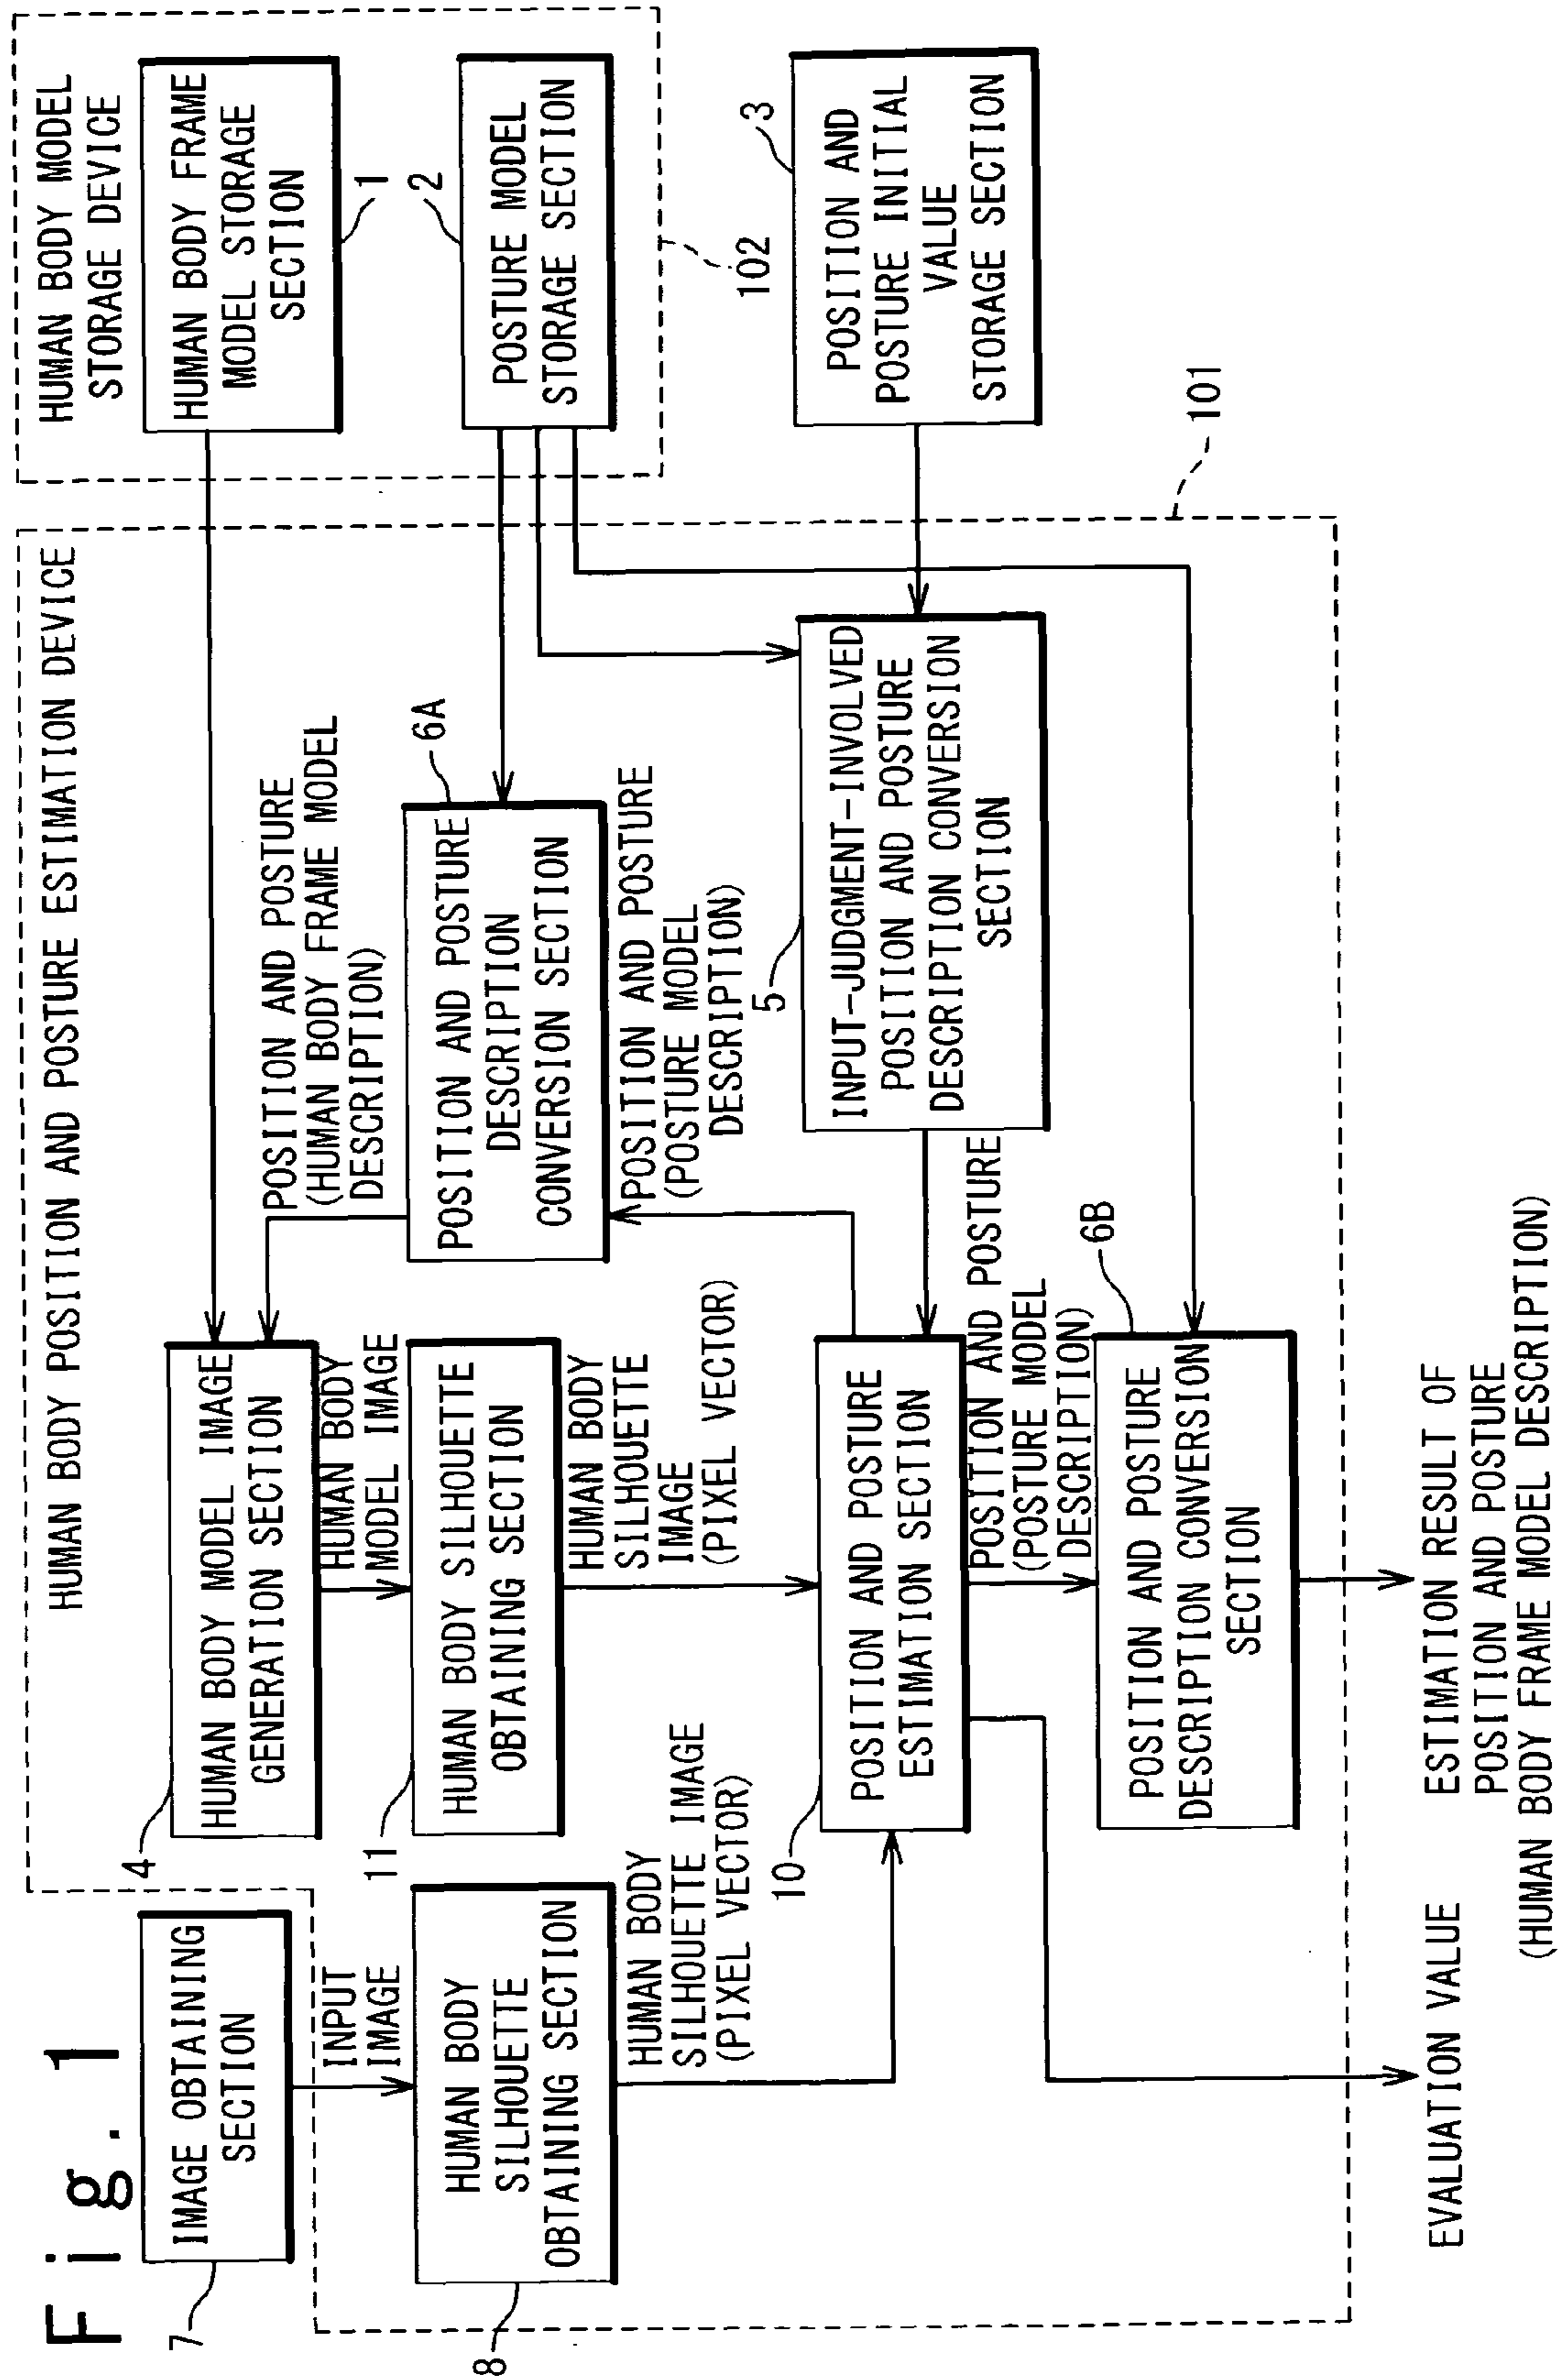 Fig.1
HUMAN BODY MODEL
STORAGE DEVICE
HUMAN BODY FRAME
MODEL STORAGE
SECTION
1
2
POSTURE MODEL
STORAGE SECTION
102
3
POSITION AND
POSTURE INITIAL
VALUE
STORAGE SECTION
101
HUMAN BODY POSITION AND POSTURE ESTIMATION DEVICE
POSITION AND POSTURE
(HUMAN BODY FRAME MODEL
DESCRIPTION)
6A
POSITION AND POSTURE
DESCRIPTION
CONVERSION SECTION
POSITION AND POSTURE
(POSTURE MODEL
DESCRIPTION)
5
INPUT-JUDGMENT-INVOLVED
POSITION AND POSTURE
DESCRIPTION CONVERSION
SECTION
7
IMAGE OBTAINING
SECTION
INPUT
IMAGE
8
HUMAN BODY
SILHOUETTE
OBTAINING SECTION
HUMAN BODY
SILHOUETTE IMAGE
(PIXEL VECTOR)
4
HUMAN BODY MODEL IMAGE
GENERATION SECTION
HUMAN BODY
MODEL IMAGE
11
HUMAN BODY SILHOUETTE
OBTAINING SECTION
HUMAN BODY
SILHOUETTE
IMAGE
(PIXEL VECTOR)
10
POSITION AND POSTURE
ESTIMATION SECTION
POSITION AND POSTURE
(POSTURE MODEL
DESCRIPTION)
6B
POSITION AND POSTURE
DESCRIPTION CONVERSION
SECTION
EVALUATION VALUE
ESTIMATION RESULT OF
POSITION AND POSTURE
(HUMAN BODY FRAME MODEL DESCRIPTION)